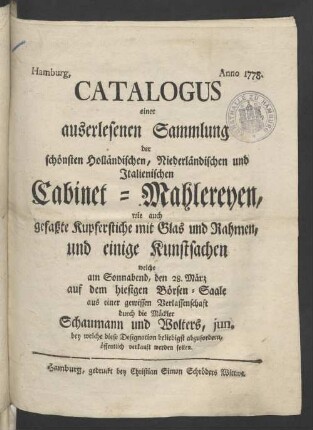 Hamburg, Anno 1778.
CATALOGUS
einer
auserlesenen Sammlung
der
schönsten Holländischen, Niederländischen und
Italienischen
Cabinet-Mahlereyen,
wie auch
gefaßte Kupferstiche mit Glas und Rahmen,
und einige Kunstsachen
welche
am Sonnabend, den 28. März
auf dem hiesigen Börsen-Saale
aus einer gewissen Verlassenschaft
durch die Mäckler
Schaumann und Wolters, jun.
bey welche diese Designation beliebigst abzufordern,
öffentlich verkauft werden sollen.
Hamburg, gedruckt bey Christian Simon Schröders Wittwe.